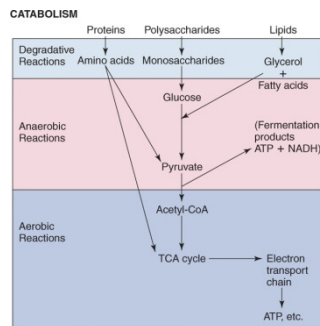 CATABOLISM
Proteins Polysaccharides Lipids
Degradative
Reactions
Amino acids Monosaccharides Glycerol
+
Fatty acids
Glucose
Anaerobic
Reactions
(Fermentation
products
ATP + NADH)
Pyruvate
Acetyl-CoA
Aerobic
Reactions
TCA cycle
Electron
transport
chain
ATP, etc.